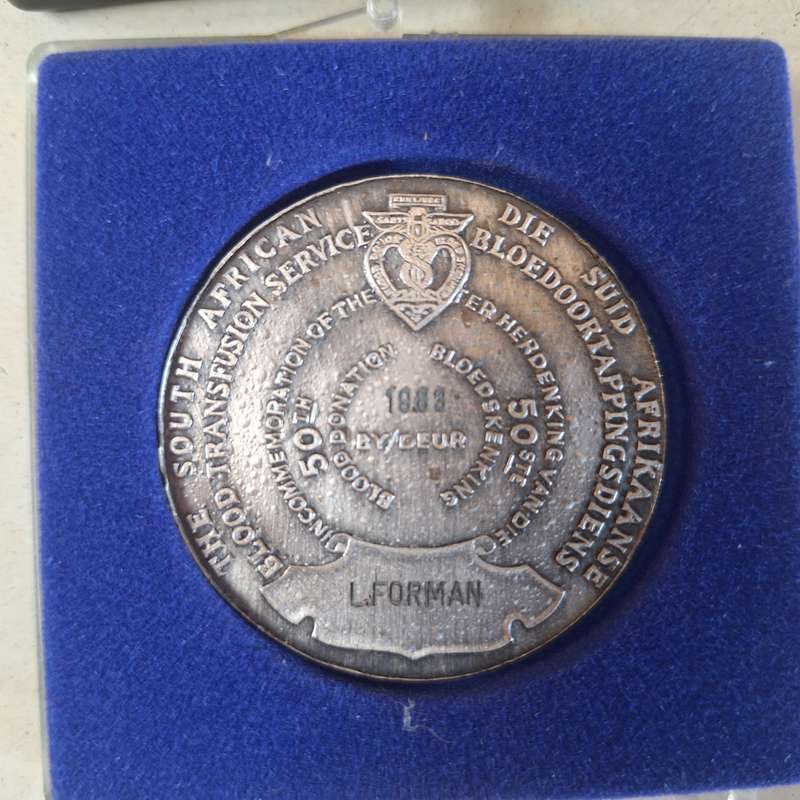 THE SOUTH AFRICAN
BLOOD TRANSFUSION SERVICE
DIE SUID AFRIKAANSE
BLOEDOORTAPPINGSDIENS
IN COMMEMORATION OF THE
50TH
BLOOD DONATION
TER HERDENKING VAN DIE
50STE
BLOEDSKENKING
BY/DEUR
L.FORMAN